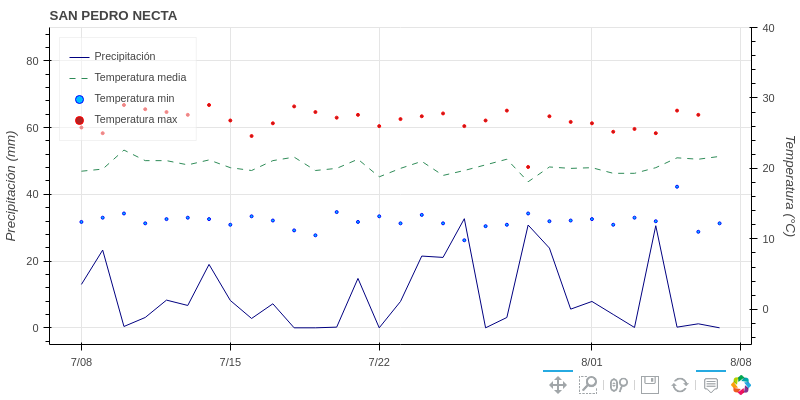 SAN PEDRO NECTA
Precipitación
Temperatura media
Temperatura min
Temperatura max
Precipitación (mm)
80
60
40
20
0
Temperatura (°C)
40
30
20
10
0
7/08
7/15
7/22
8/01
8/08